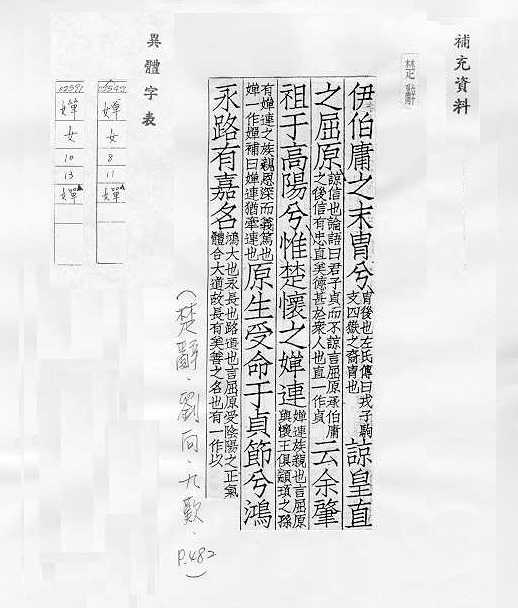 補充資料
楚辭
伊伯庸之末冑兮冑後也左氏傳曰戎子駒支四嶽之裔冑也諒皇直
之屈原諒信也論語曰君子貞而不諒言屈原承伯庸之後信有忠直美德甚於衆人也直一作貞云余肇
祖于高陽兮惟楚懷之嬋連嬋連族親也言屈原與懷王俱顓頊之孫
有嬋連之族親恩深而義篤也嬋一作撣補曰嬋連猶牽連也原生受命于貞節兮鴻
永路有嘉名鴻大也永長也路道也言屈原受陰陽之正氣體合大道故長有美善之名也有一作以
(楚辭.劉向.九歎.P.482)
異體字表
嬋 女 8 11 嬋
嬋 女 10 13 嬋